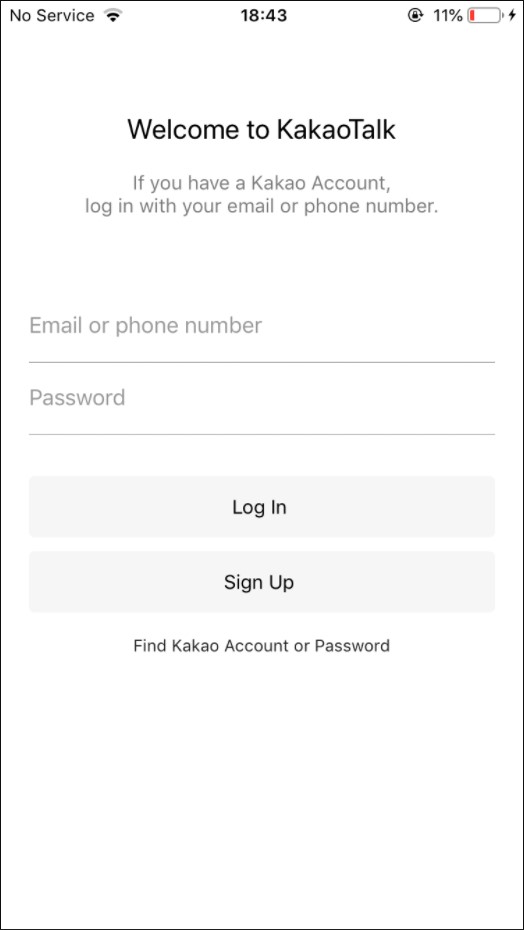 No Service 18:43 11%
Welcome to KakaoTalk
If you have a Kakao Account,
log in with your email or phone number.
Email or phone number
Password
Log In
Sign Up
Find Kakao Account or Password